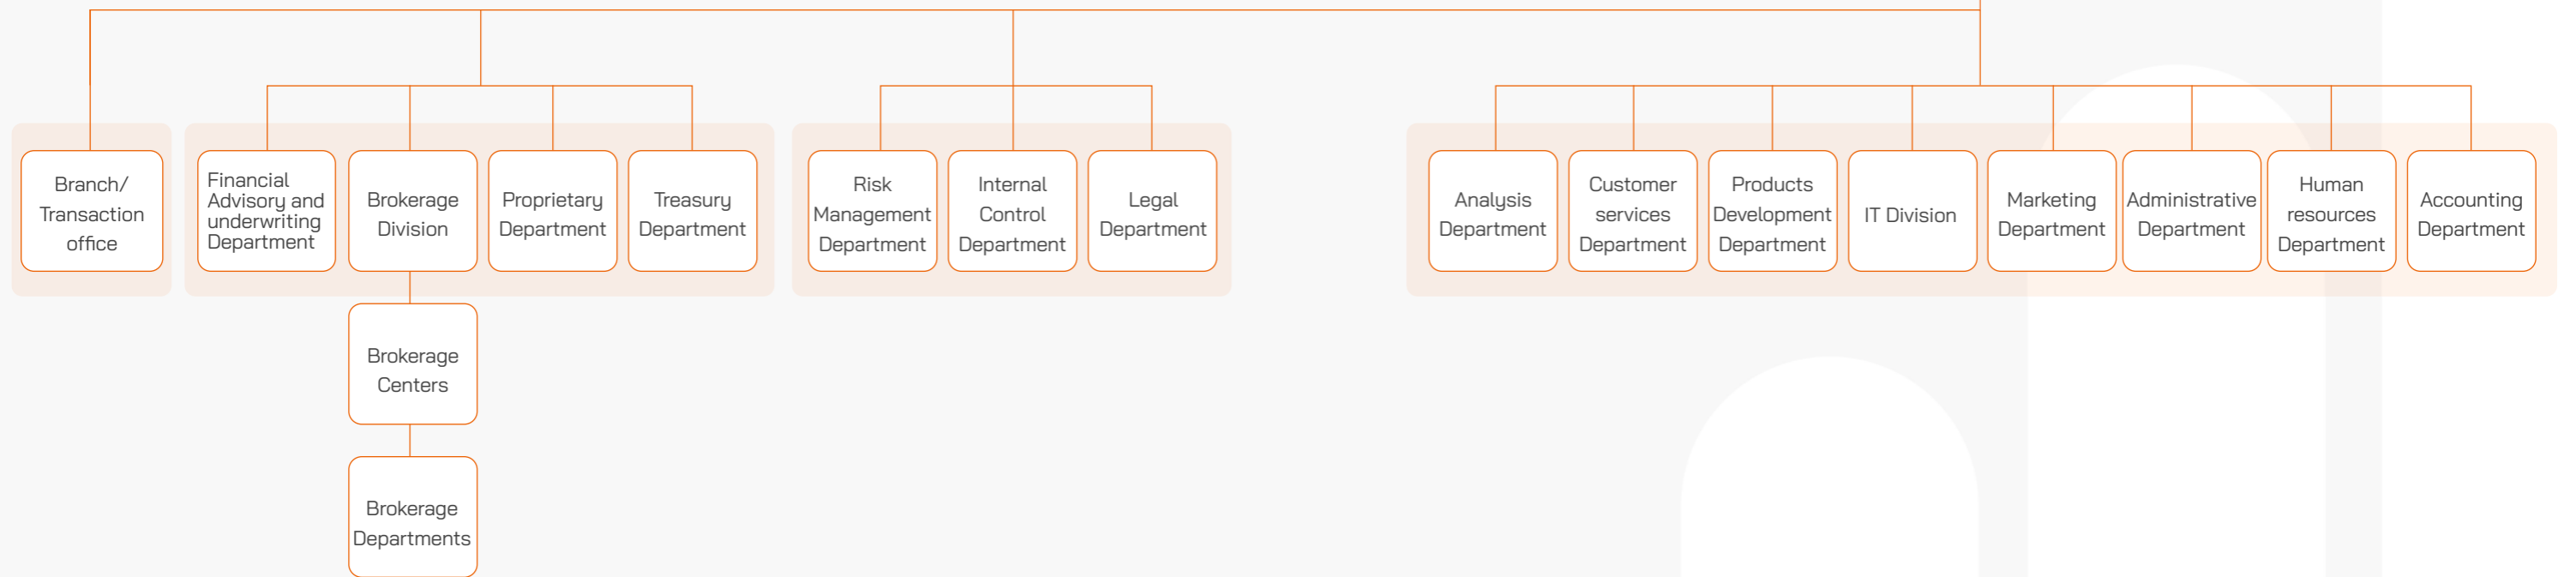 Branch/
Transaction
office
Financial
Advisory and
underwriting
Department
Brokerage
Division
Proprietary
Department
Treasury
Department
Risk
Management
Department
Internal
Control
Department
Legal
Department
Analysis
Department
Customer
services
Department
Products
Development
Department
IT Division
Marketing
Department
Administrative
Department
Human
resources
Department
Accounting
Department
Brokerage
Centers
Brokerage
Departments